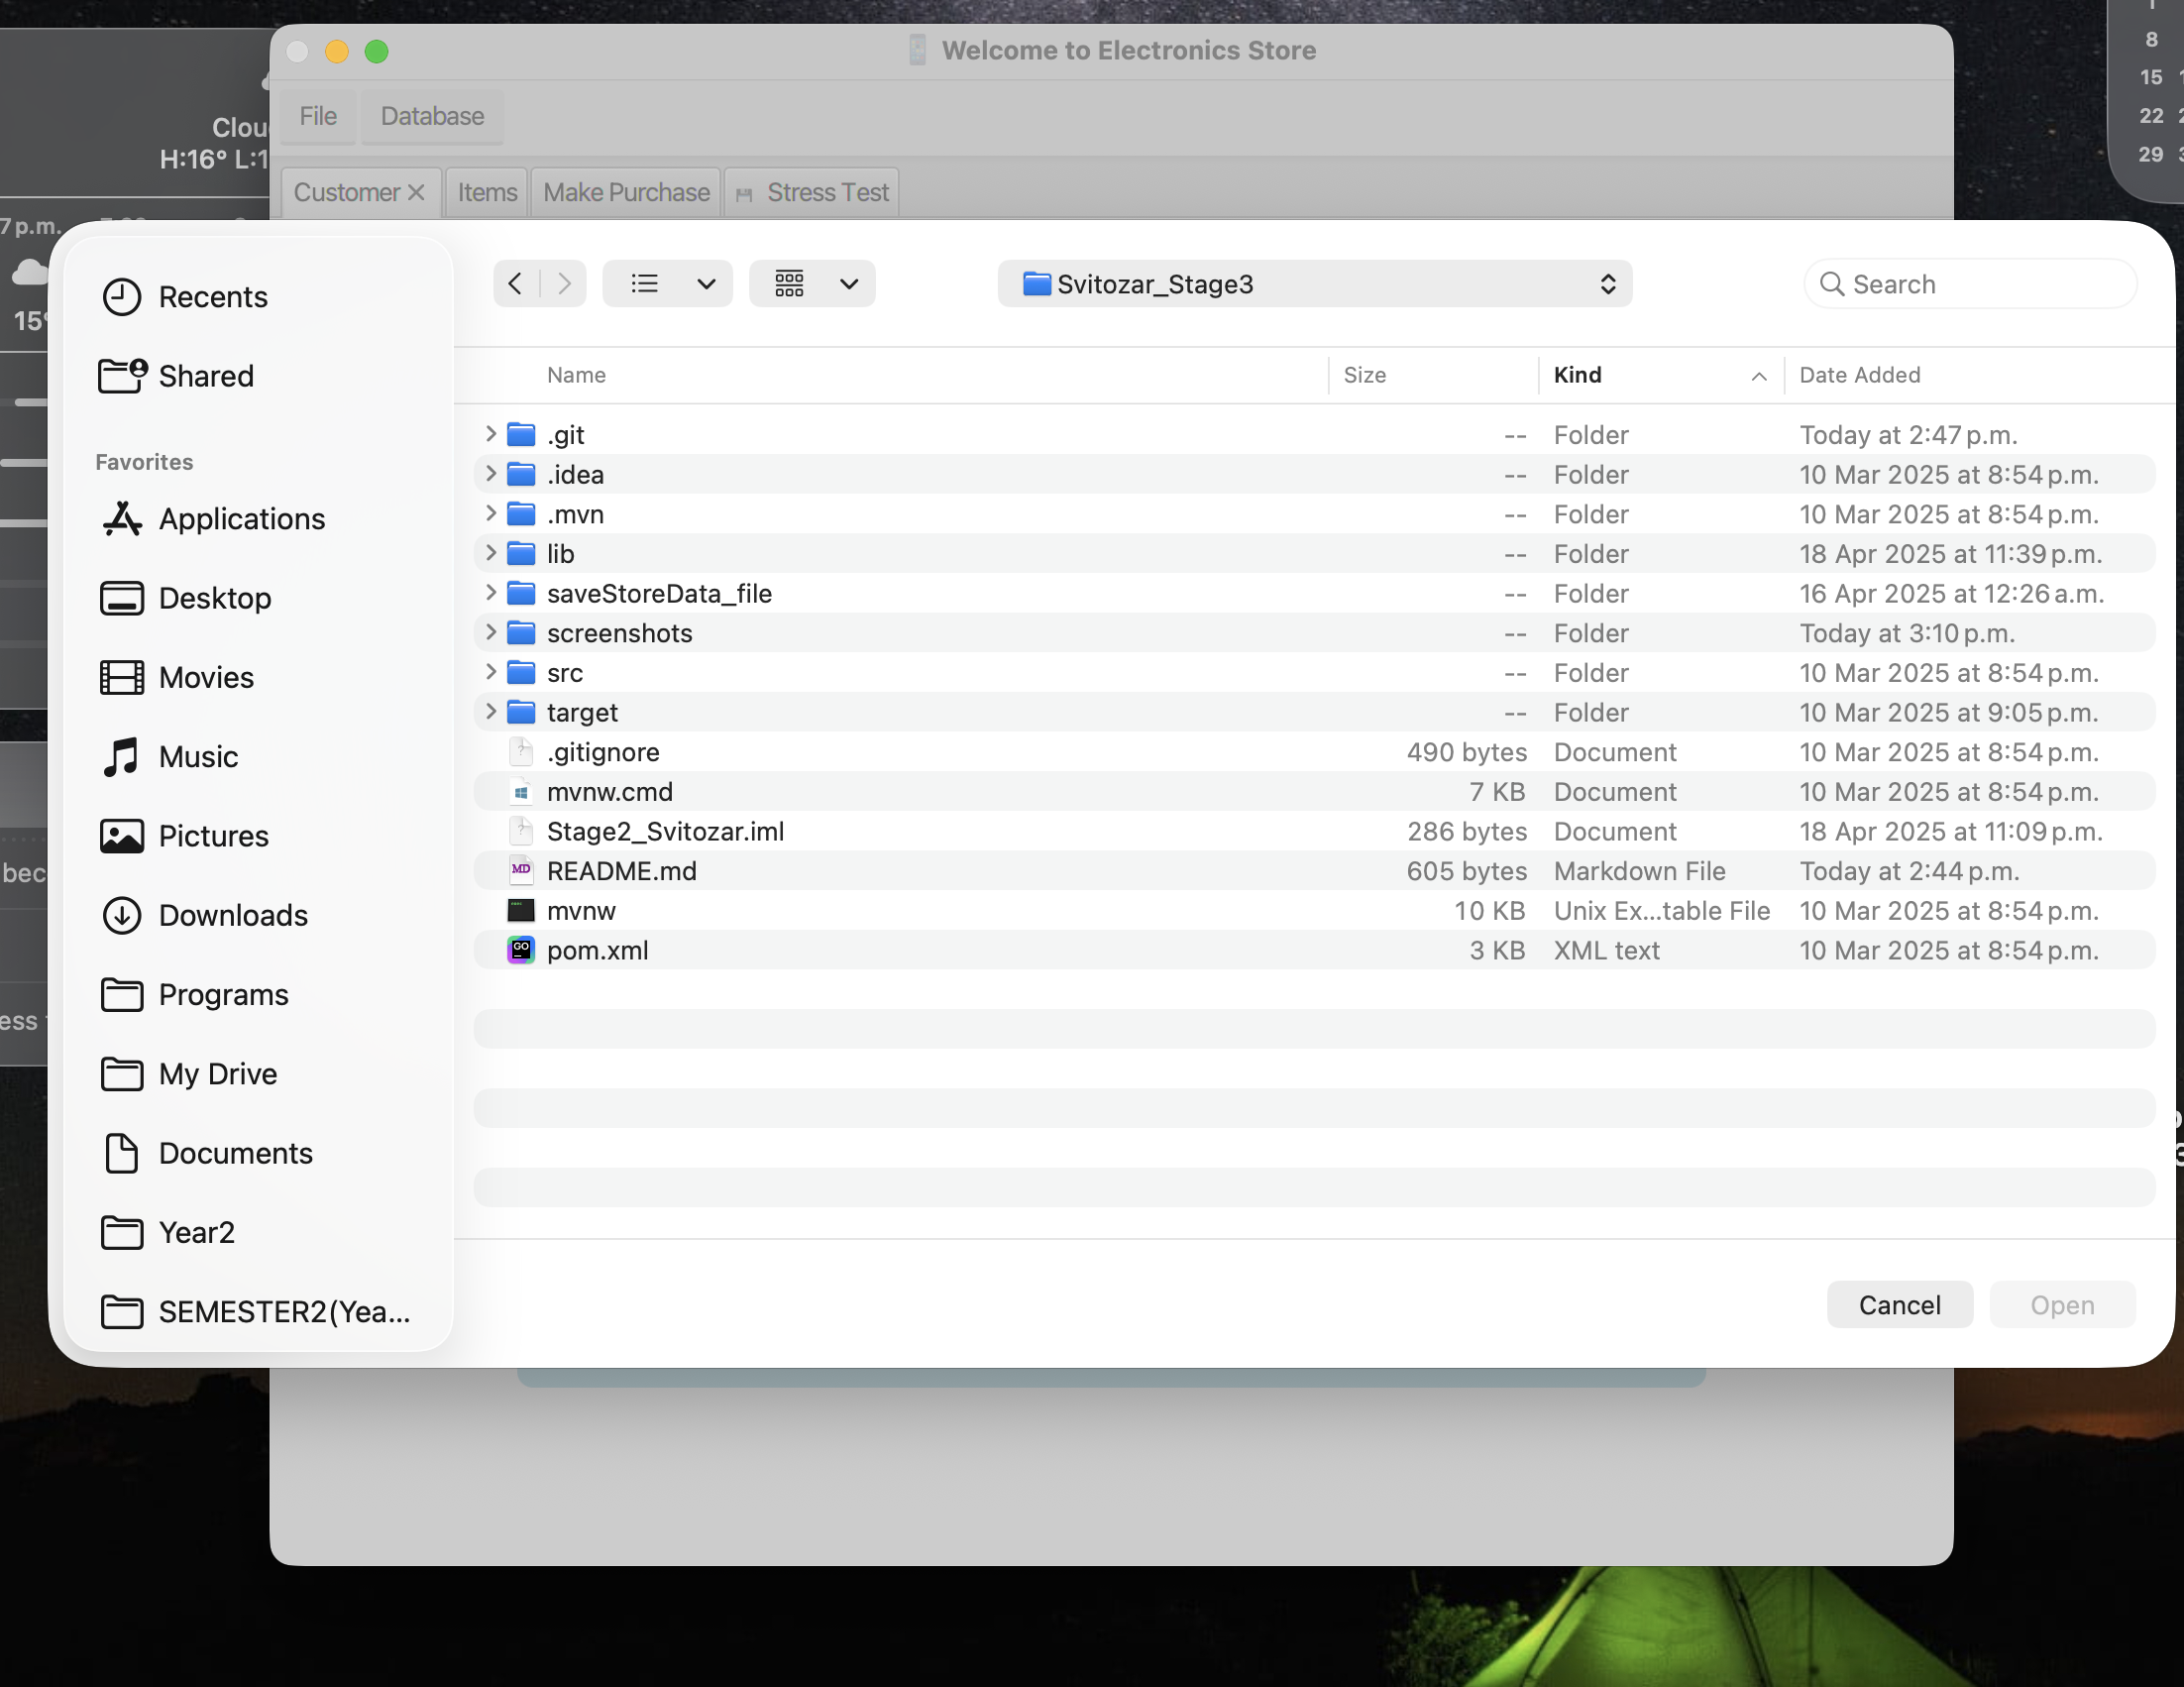 Welcome to Electronics Store
File Database
Customer Items Make Purchase Stress Test
H:16°
8
15
22
29
7 p.m.
15°
bec
ess
Recents
Shared
Favorites
Applications
Desktop
Movies
Music
Pictures
Downloads
Programs
My Drive
Documents
Year2
SEMESTER2(Yea...
Svitozar_Stage3
Search
Name Size Kind Date Added
.git -- Folder Today at 2:47 p.m.
.idea -- Folder 10 Mar 2025 at 8:54 p.m.
.mvn -- Folder 10 Mar 2025 at 8:54 p.m.
lib -- Folder 18 Apr 2025 at 11:39 p.m.
saveStoreData_file -- Folder 16 Apr 2025 at 12:26 a.m.
screenshots -- Folder Today at 3:10 p.m.
src -- Folder 10 Mar 2025 at 8:54 p.m.
target -- Folder 10 Mar 2025 at 9:05 p.m.
.gitignore 490 bytes Document 10 Mar 2025 at 8:54 p.m.
mvnw.cmd 7 KB Document 10 Mar 2025 at 8:54 p.m.
Stage2_Svitozar.iml 286 bytes Document 18 Apr 2025 at 11:09 p.m.
MD README.md 605 bytes Markdown File Today at 2:44 p.m.
mvnw 10 KB Unix Ex...table File 10 Mar 2025 at 8:54 p.m.
GO pom.xml 3 KB XML text 10 Mar 2025 at 8:54 p.m.
Cancel Open